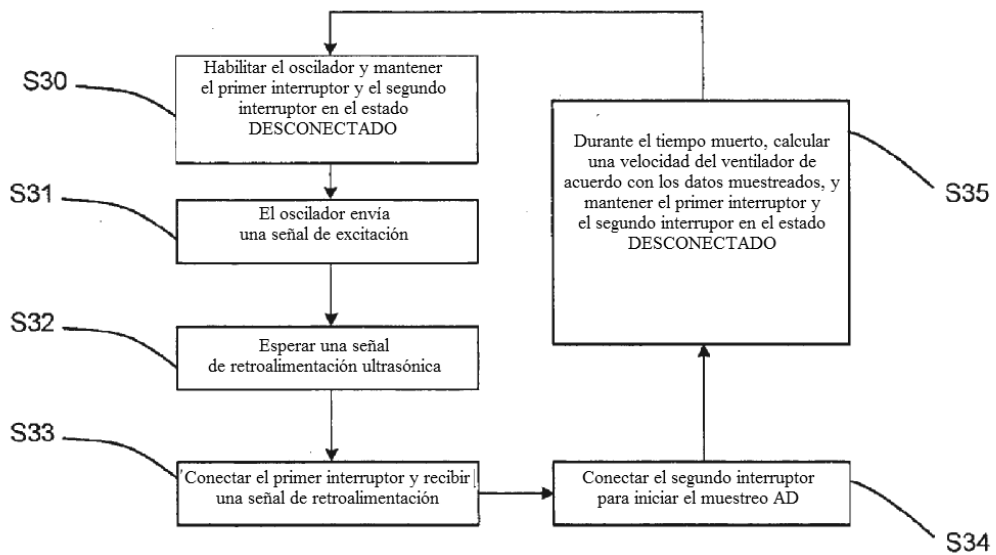 S30
Habilitar el oscilador y mantener
el primer interruptor y el segundo
interruptor en el estado
DESCONECTADO
S31
El oscilador envía
una señal de excitación
S32
Esperar una señal
de retroalimentación ultrasónica
S33
Conectar el primer interruptor y recibir
una señal de retroalimentación
Conectar el segundo interruptor
para iniciar el muestreo AD
S34
Durante el tiempo muerto, calcular
una velocidad del ventilador de
acuerdo con los datos muestreados, y
mantener el primer interruptor y
el segundo interrupor en el estado
DESCONECTADO
S35